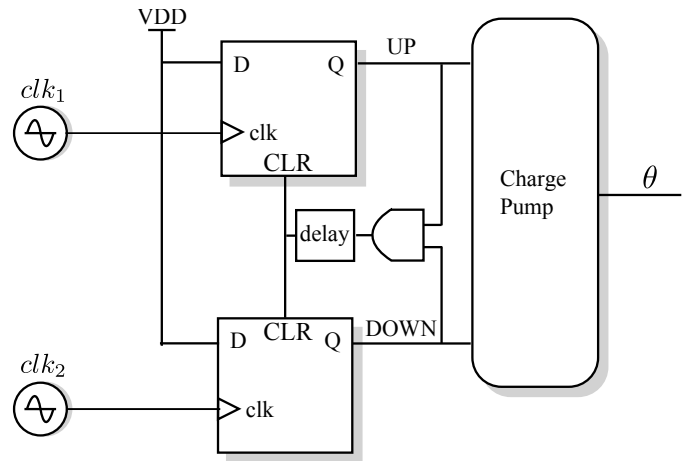 VDD
D
Q
UP
clk₁
clk
CLR
Charge
Pump
θ
delay
CLR
D
Q
DOWN
clk₂
clk